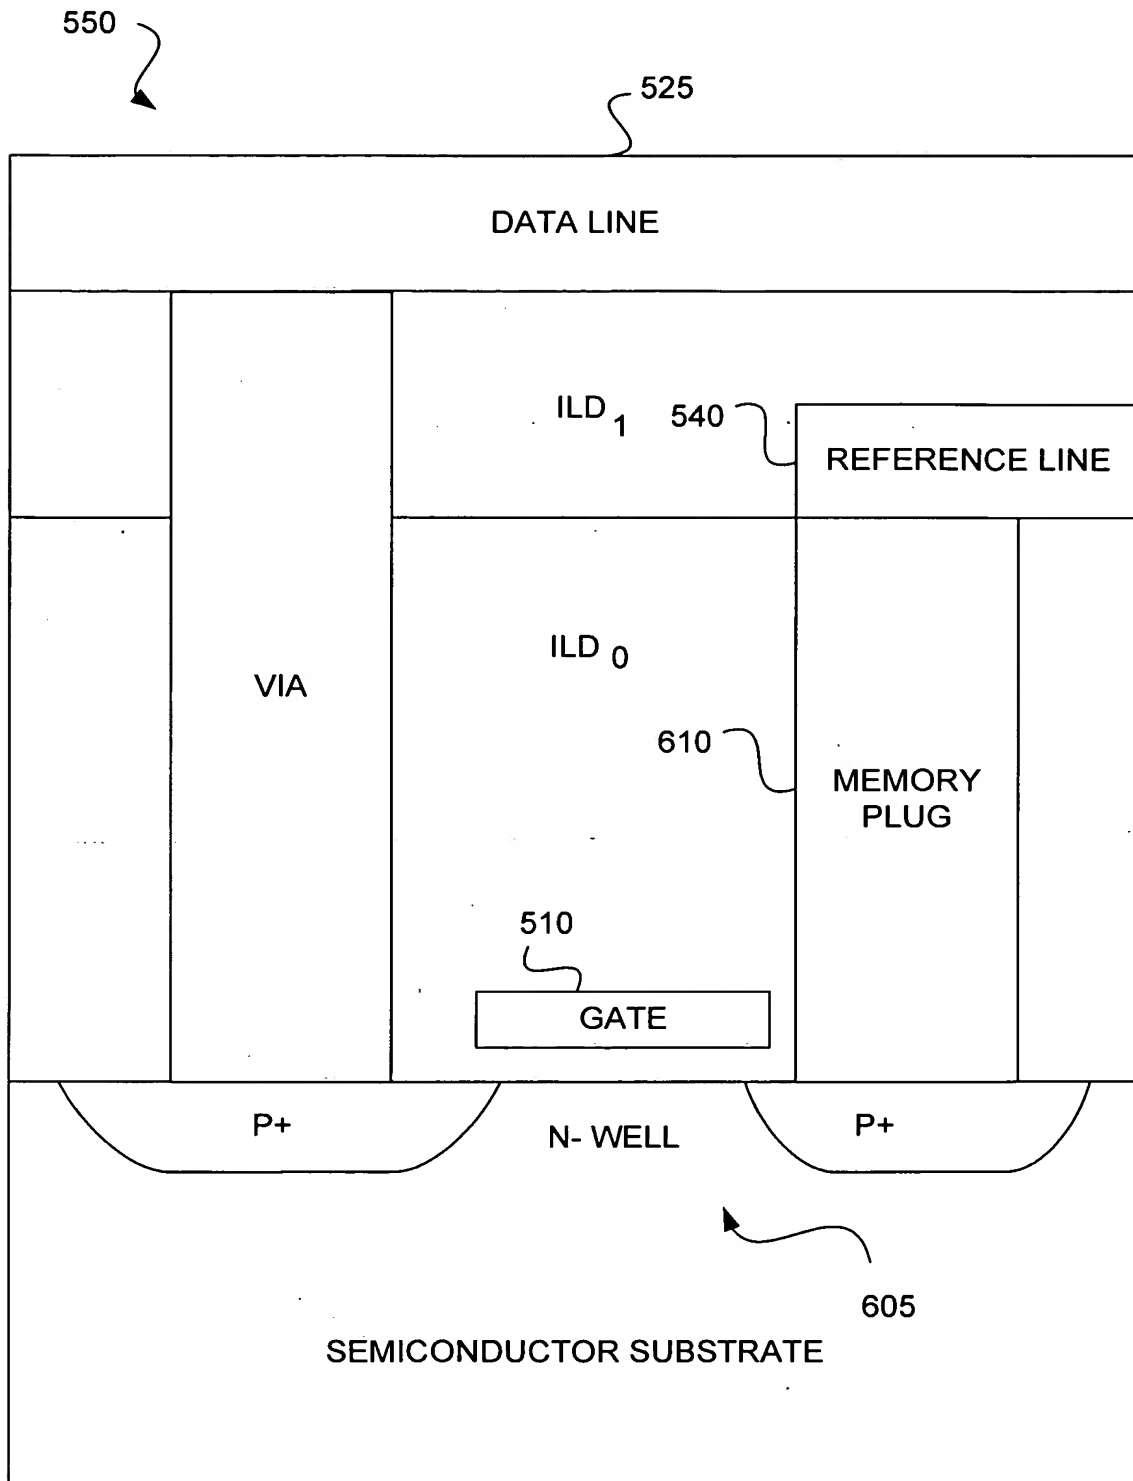 550
525
DATA LINE
ILD 1
540
REFERENCE LINE
ILD 0
VIA
610
MEMORY
PLUG
510
GATE
P+
N- WELL
P+
605
SEMICONDUCTOR SUBSTRATE